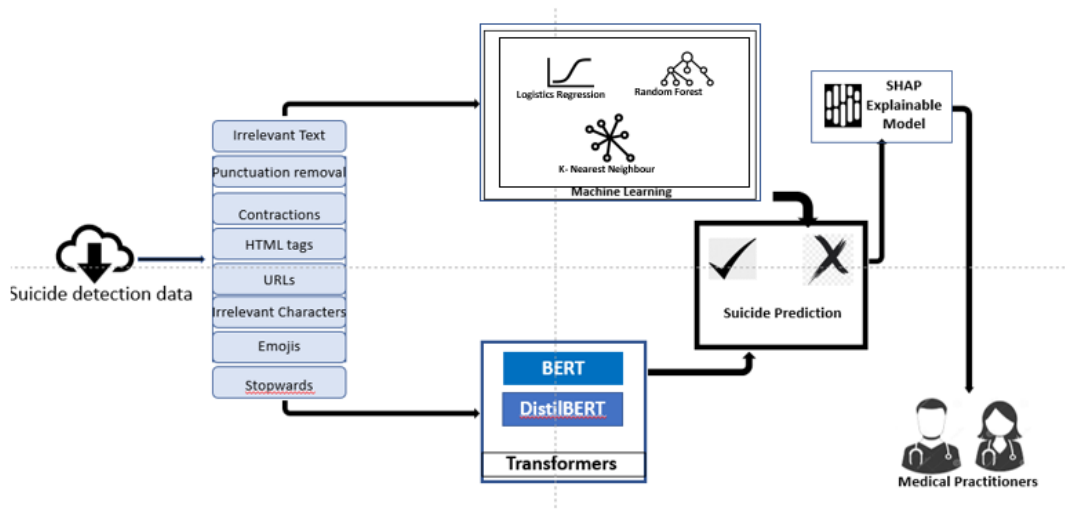 Suicide detection data
Irrelevant Text
Punctuation removal
Contractions
HTML tags
URLs
Irrelevant Characters
Emojis
Stopwards
Logistics Regression
Random Forest
K- Nearest Neighbour
Machine Learning
BERT
DistilBERT
Transformers
Suicide Prediction
SHAP
Explainable
Model
Medical Practitioners